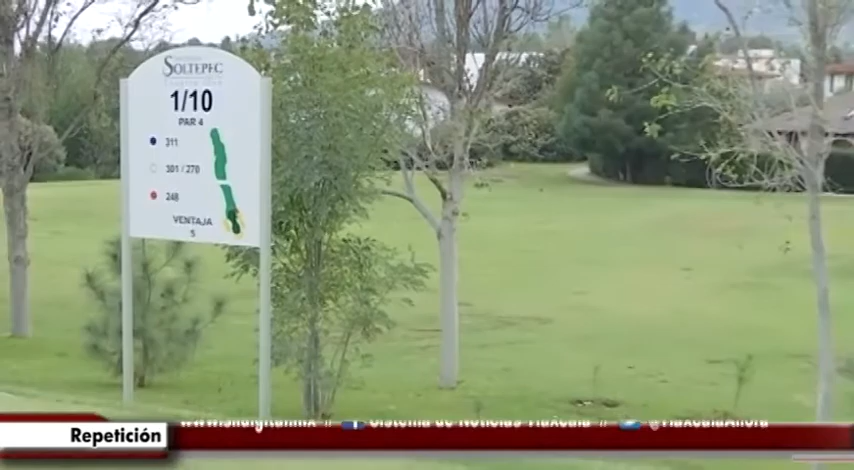 SOLTEPEC
1/10
PAR 4
311
301 / 270
248
VENTAJA
5
Repetición
# Sistema de Noticias Tlaxcala # @TlaxcalaAhora